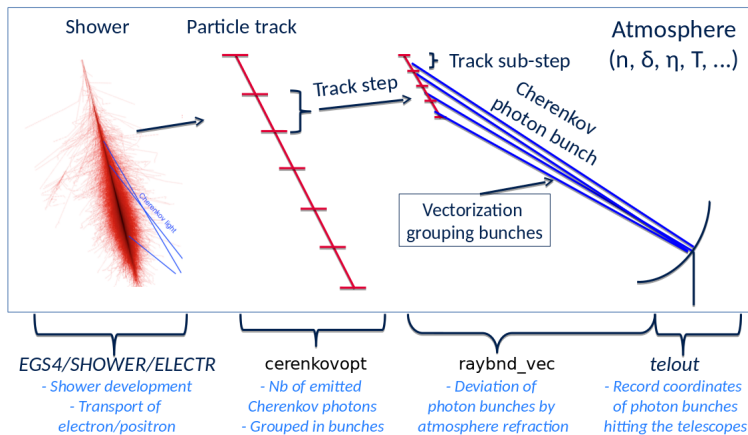 Shower
Particle track
Atmosphere
(n, δ, η, T, ...)
Track step
Track sub-step
Cherenkov
photon bunch
Cherenkov light
Vectorization
grouping bunches
EGS4/SHOWER/ELECTR
- Shower development
- Transport of
electron/positron
cerenkovopt
- Nb of emitted
Cherenkov photons
- Grouped in bunches
raybnd_vec
- Deviation of
photon bunches by
atmosphere refraction
telout
- Record coordinates
of photon bunches
hitting the telescopes